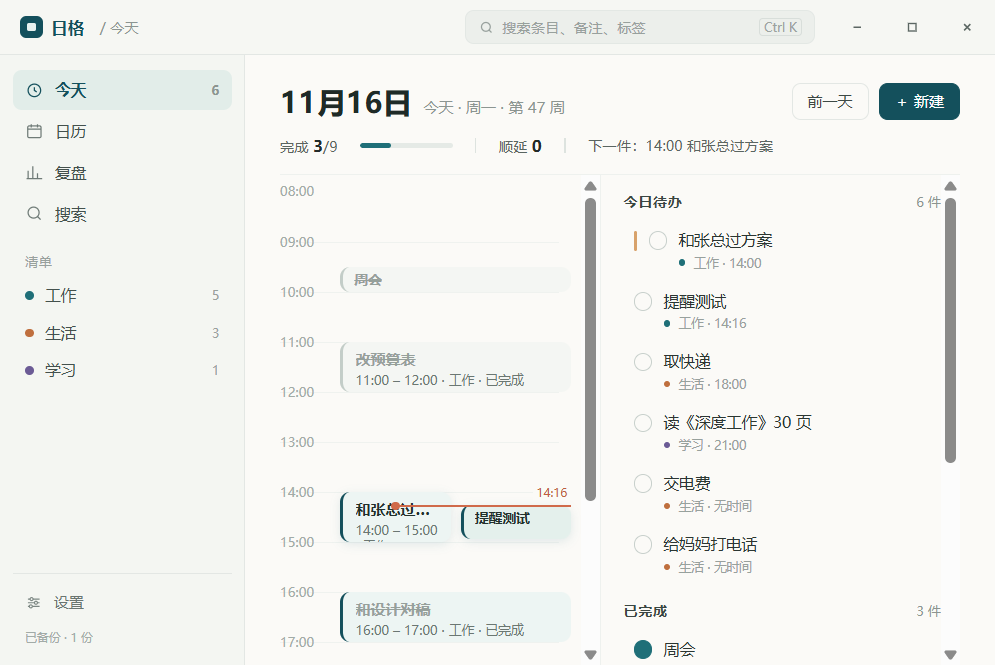 日格 / 今天
搜索条目、备注、标签 Ctrl K
今天 6
日历
复盘
搜索
清单
工作 5
生活 3
学习 1
设置
已备份 · 1 份
11月16日 今天 · 周一 · 第 47 周
前一天
+ 新建
完成 3/9
顺延 0
下一件：14:00 和张总过方案
08:00
09:00
周会
10:00
11:00
改预算表
11:00 – 12:00 · 工作 · 已完成
12:00
13:00
14:00
14:16
和张总过…
14:00 – 15:00
提醒测试
15:00
16:00
和设计对稿
16:00 – 17:00 · 工作 · 已完成
17:00
今日待办 6 件
和张总过方案
工作 · 14:00
提醒测试
工作 · 14:16
取快递
生活 · 18:00
读《深度工作》30 页
学习 · 21:00
交电费
生活 · 无时间
给妈妈打电话
生活 · 无时间
已完成 3 件
周会